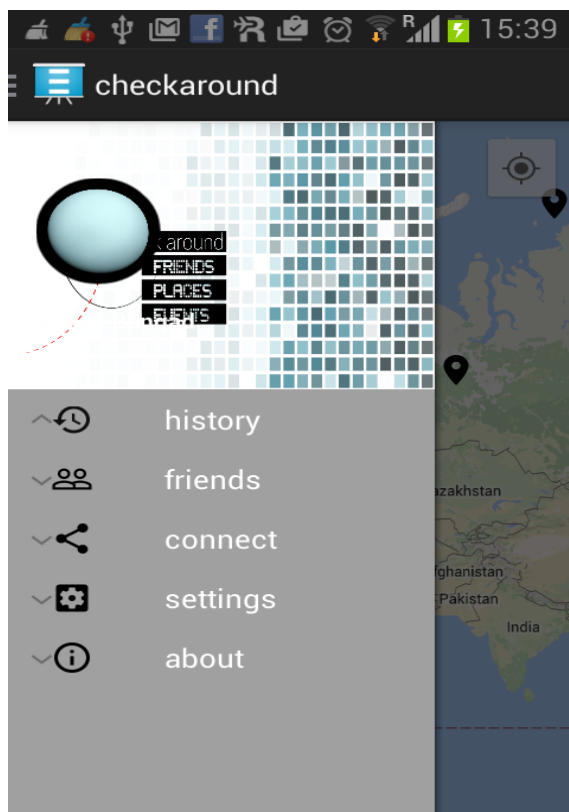 R 15:39
checkaround
k around
FRIENDS
PLACES
EVENTS
history
friends
connect
settings
about
azakhstan
fghanistan
Pakistan
India